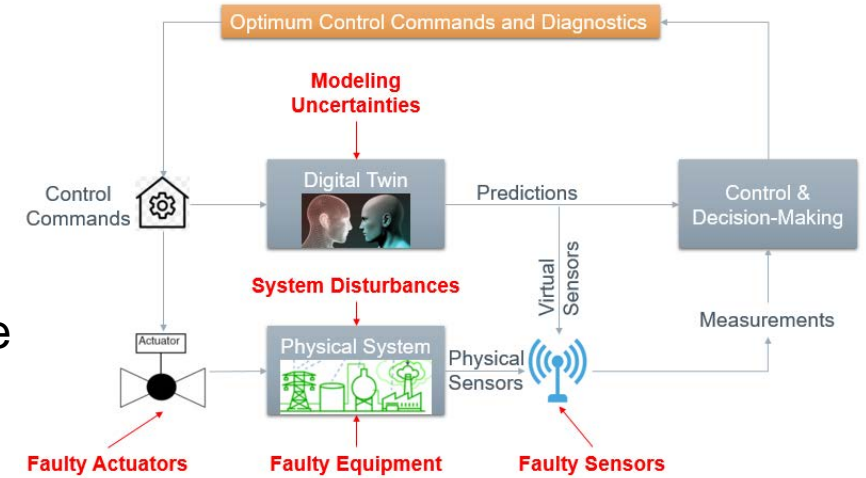 Optimum Control Commands and Diagnostics
Modeling
Uncertainties
Control
Commands
Digital Twin
Predictions
Control &
Decision-Making
Virtual
Sensors
System Disturbances
e
Actuator
Physical System
Physical
Sensors
Measurements
Faulty Actuators
Faulty Equipment
Faulty Sensors